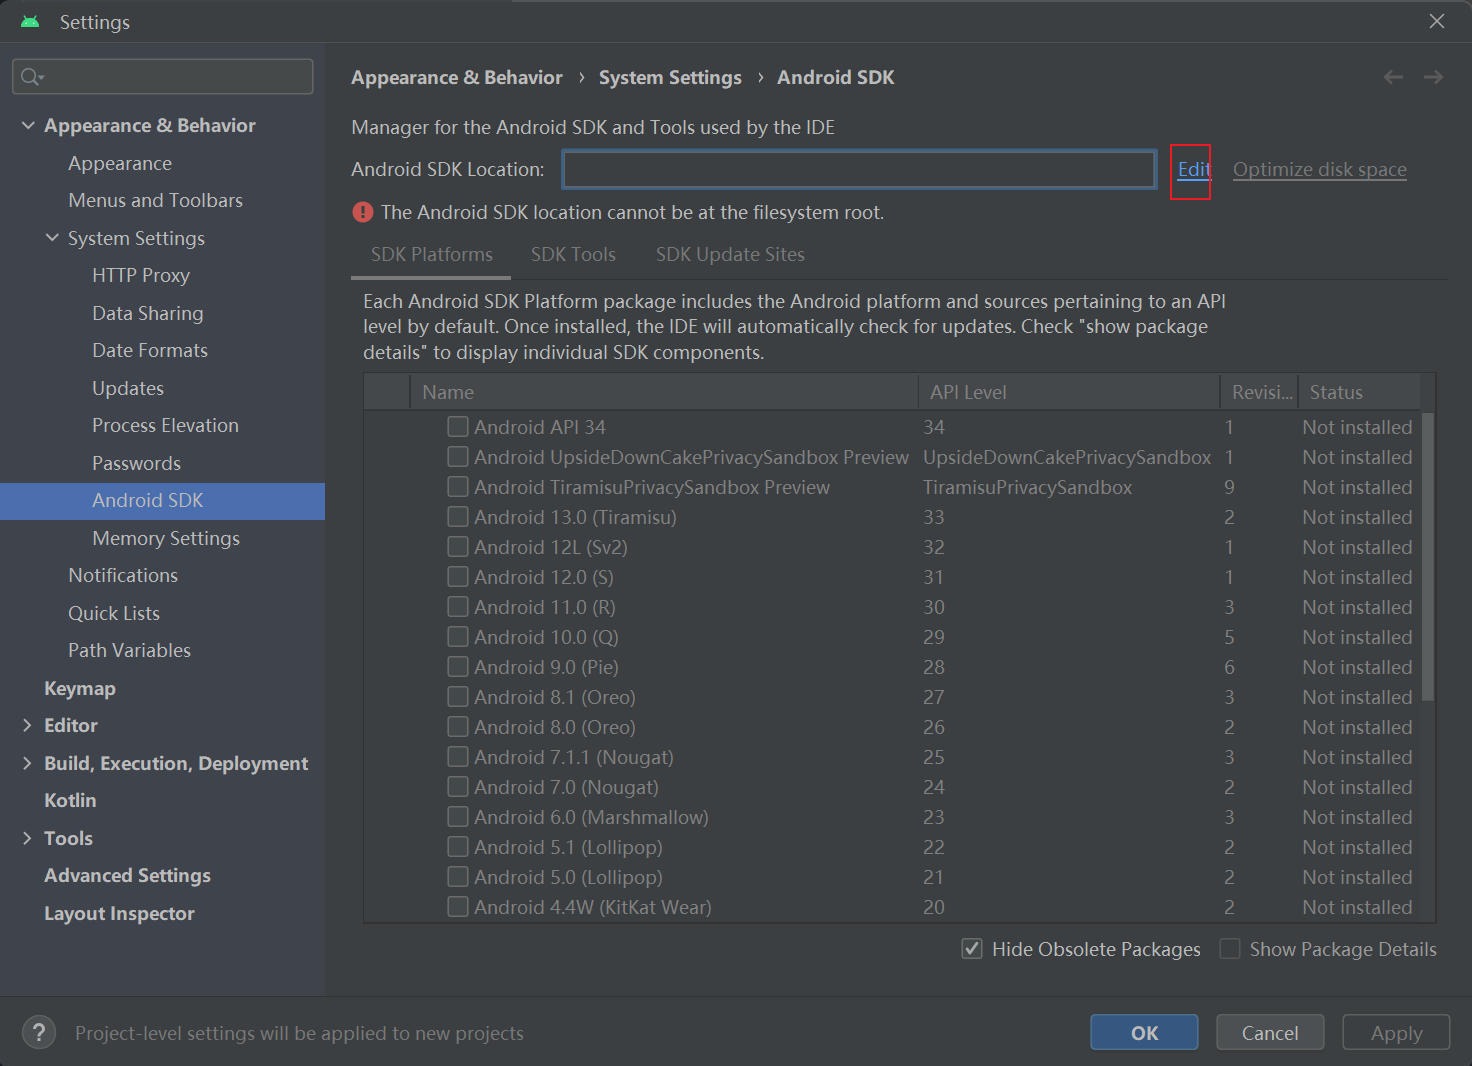 Settings
Appearance & Behavior
Appearance
Menus and Toolbars
System Settings
HTTP Proxy
Data Sharing
Date Formats
Updates
Process Elevation
Passwords
Android SDK
Memory Settings
Notifications
Quick Lists
Path Variables
Keymap
Editor
Build, Execution, Deployment
Kotlin
Tools
Advanced Settings
Layout Inspector
Appearance & Behavior › System Settings › Android SDK
Manager for the Android SDK and Tools used by the IDE
Android SDK Location: Edit Optimize disk space
The Android SDK location cannot be at the filesystem root.
SDK Platforms SDK Tools SDK Update Sites
Each Android SDK Platform package includes the Android platform and sources pertaining to an API
level by default. Once installed, the IDE will automatically check for updates. Check "show package
details" to display individual SDK components.
Name API Level Revisi... Status
Android API 34 34 1 Not installed
Android UpsideDownCakePrivacySandbox Preview UpsideDownCakePrivacySandbox 1 Not installed
Android TiramisuPrivacySandbox Preview TiramisuPrivacySandbox 9 Not installed
Android 13.0 (Tiramisu) 33 2 Not installed
Android 12L (Sv2) 32 1 Not installed
Android 12.0 (S) 31 1 Not installed
Android 11.0 (R) 30 3 Not installed
Android 10.0 (Q) 29 5 Not installed
Android 9.0 (Pie) 28 6 Not installed
Android 8.1 (Oreo) 27 3 Not installed
Android 8.0 (Oreo) 26 2 Not installed
Android 7.1.1 (Nougat) 25 3 Not installed
Android 7.0 (Nougat) 24 2 Not installed
Android 6.0 (Marshmallow) 23 3 Not installed
Android 5.1 (Lollipop) 22 2 Not installed
Android 5.0 (Lollipop) 21 2 Not installed
Android 4.4W (KitKat Wear) 20 2 Not installed
Hide Obsolete Packages Show Package Details
? Project-level settings will be applied to new projects
OK Cancel Apply